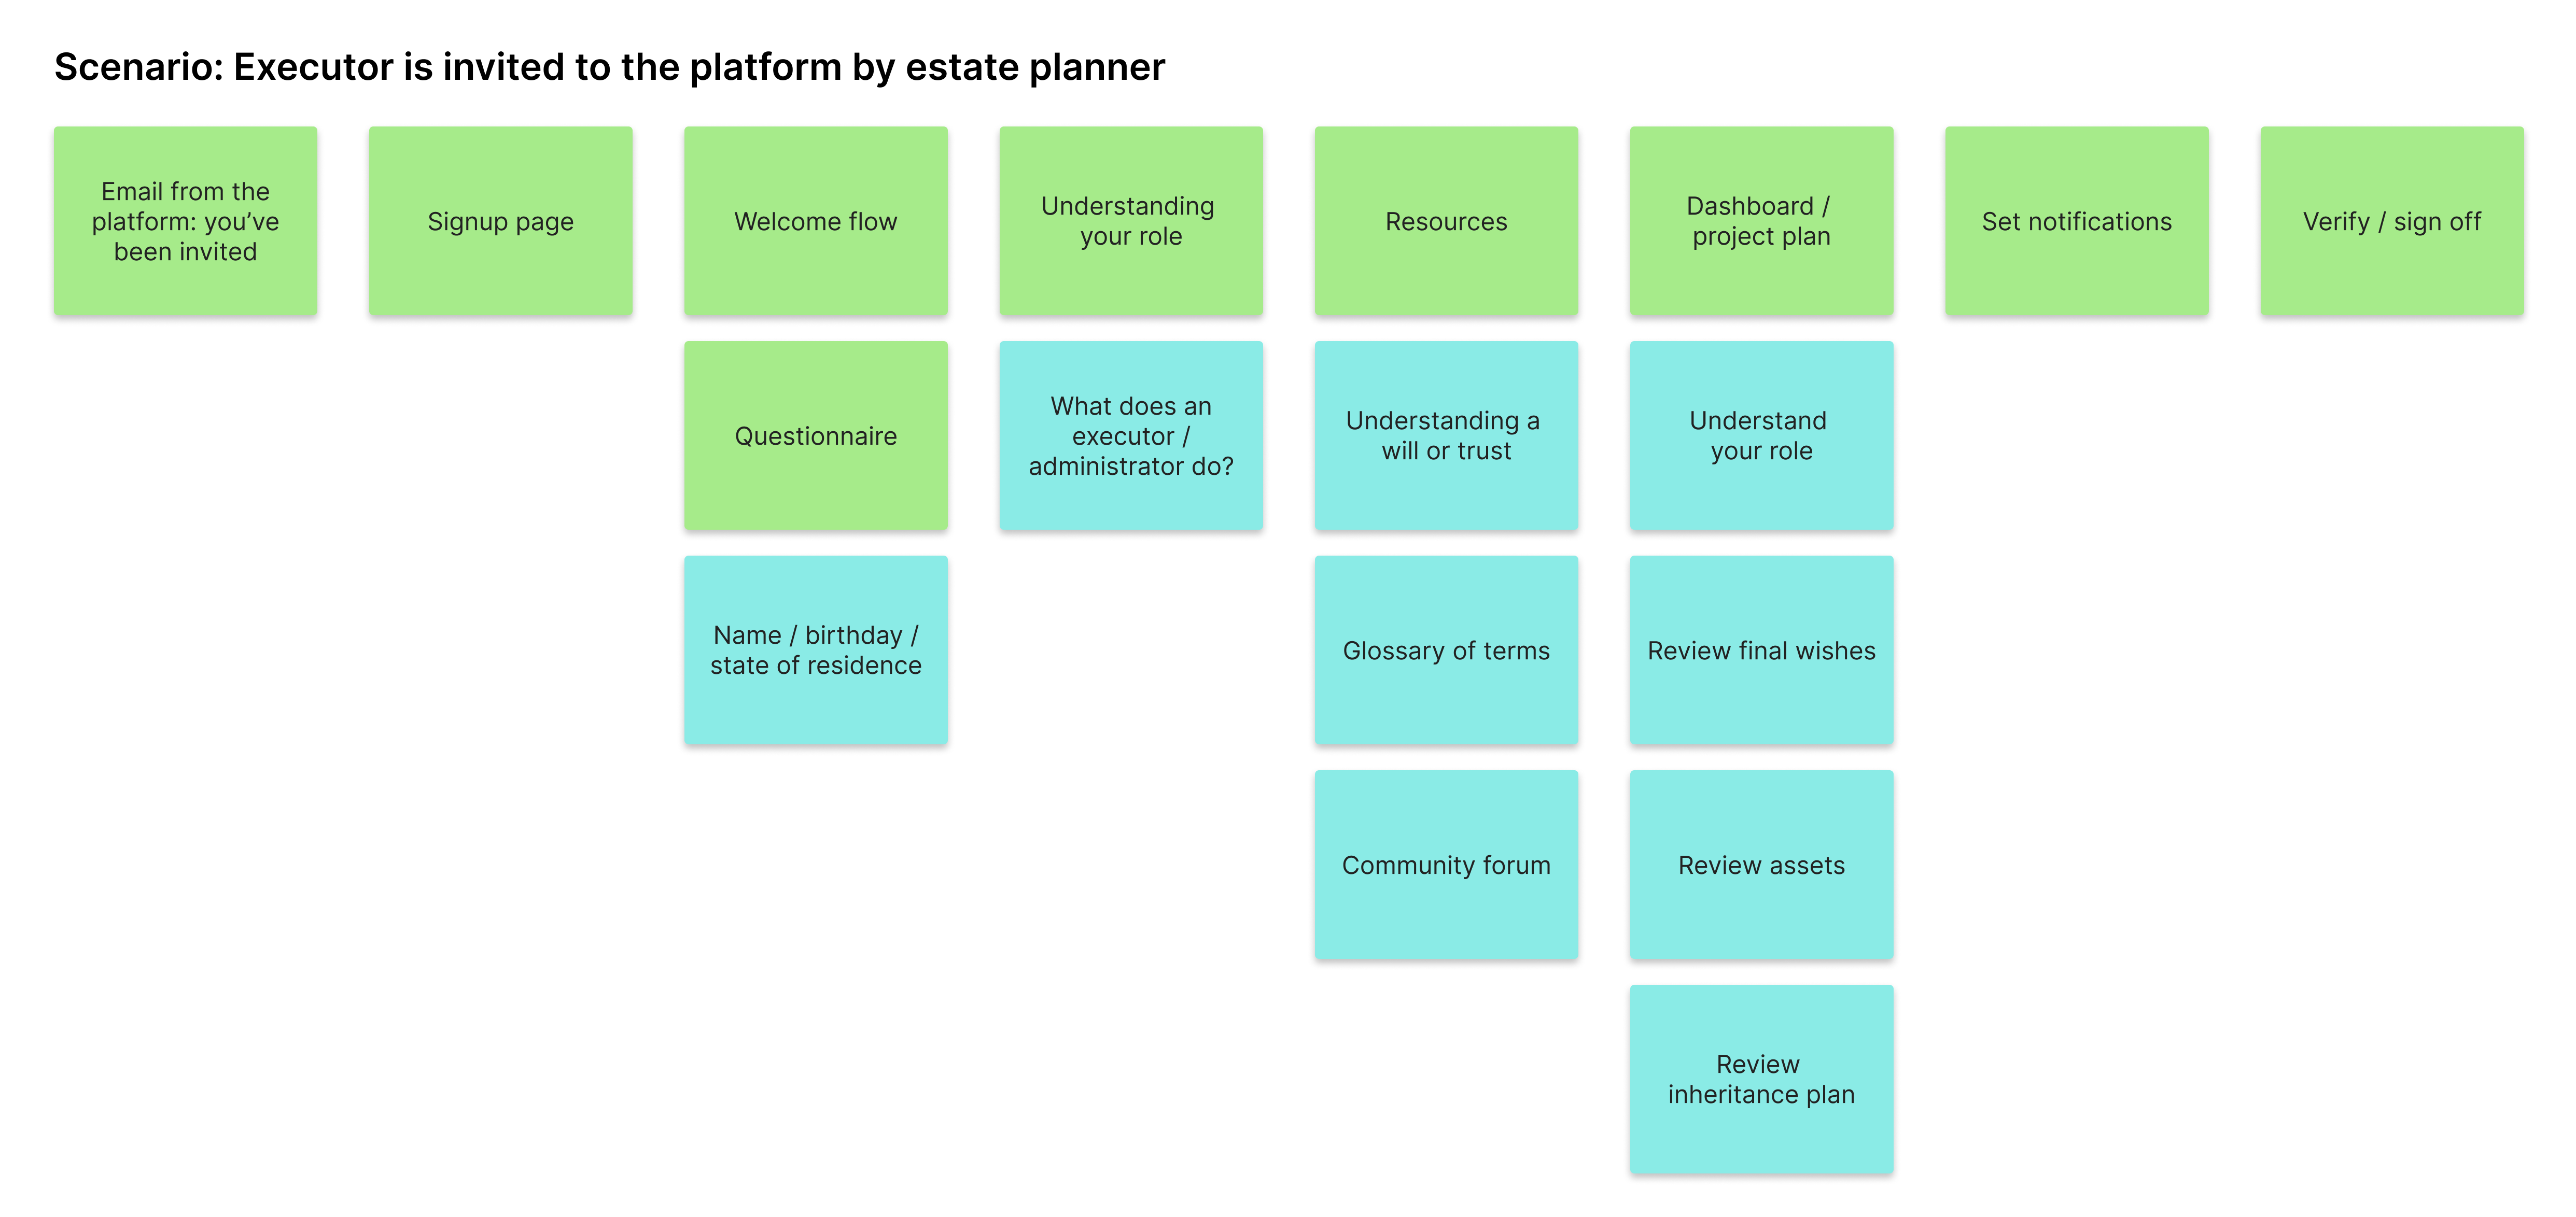 Scenario: Executor is invited to the platform by estate planner
Email from the
platform: you’ve
been invited
Signup page
Welcome flow
Understanding
your role
Resources
Dashboard /
project plan
Set notifications
Verify / sign off
Questionnaire
What does an
executor /
administrator do?
Understanding a
will or trust
Understand
your role
Name / birthday /
state of residence
Glossary of terms
Review final wishes
Community forum
Review assets
Review
inheritance plan